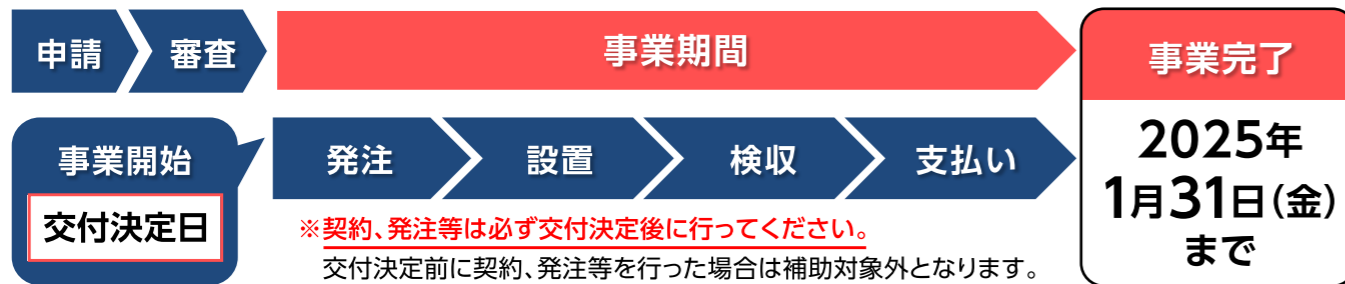 申請
審査
事業期間
事業完了
事業開始
交付決定日
発注
設置
検収
支払い
2025年
1月31日(金)
まで
※契約、発注等は必ず交付決定後に行ってください。
交付決定前に契約、発注等を行った場合は補助対象外となります。